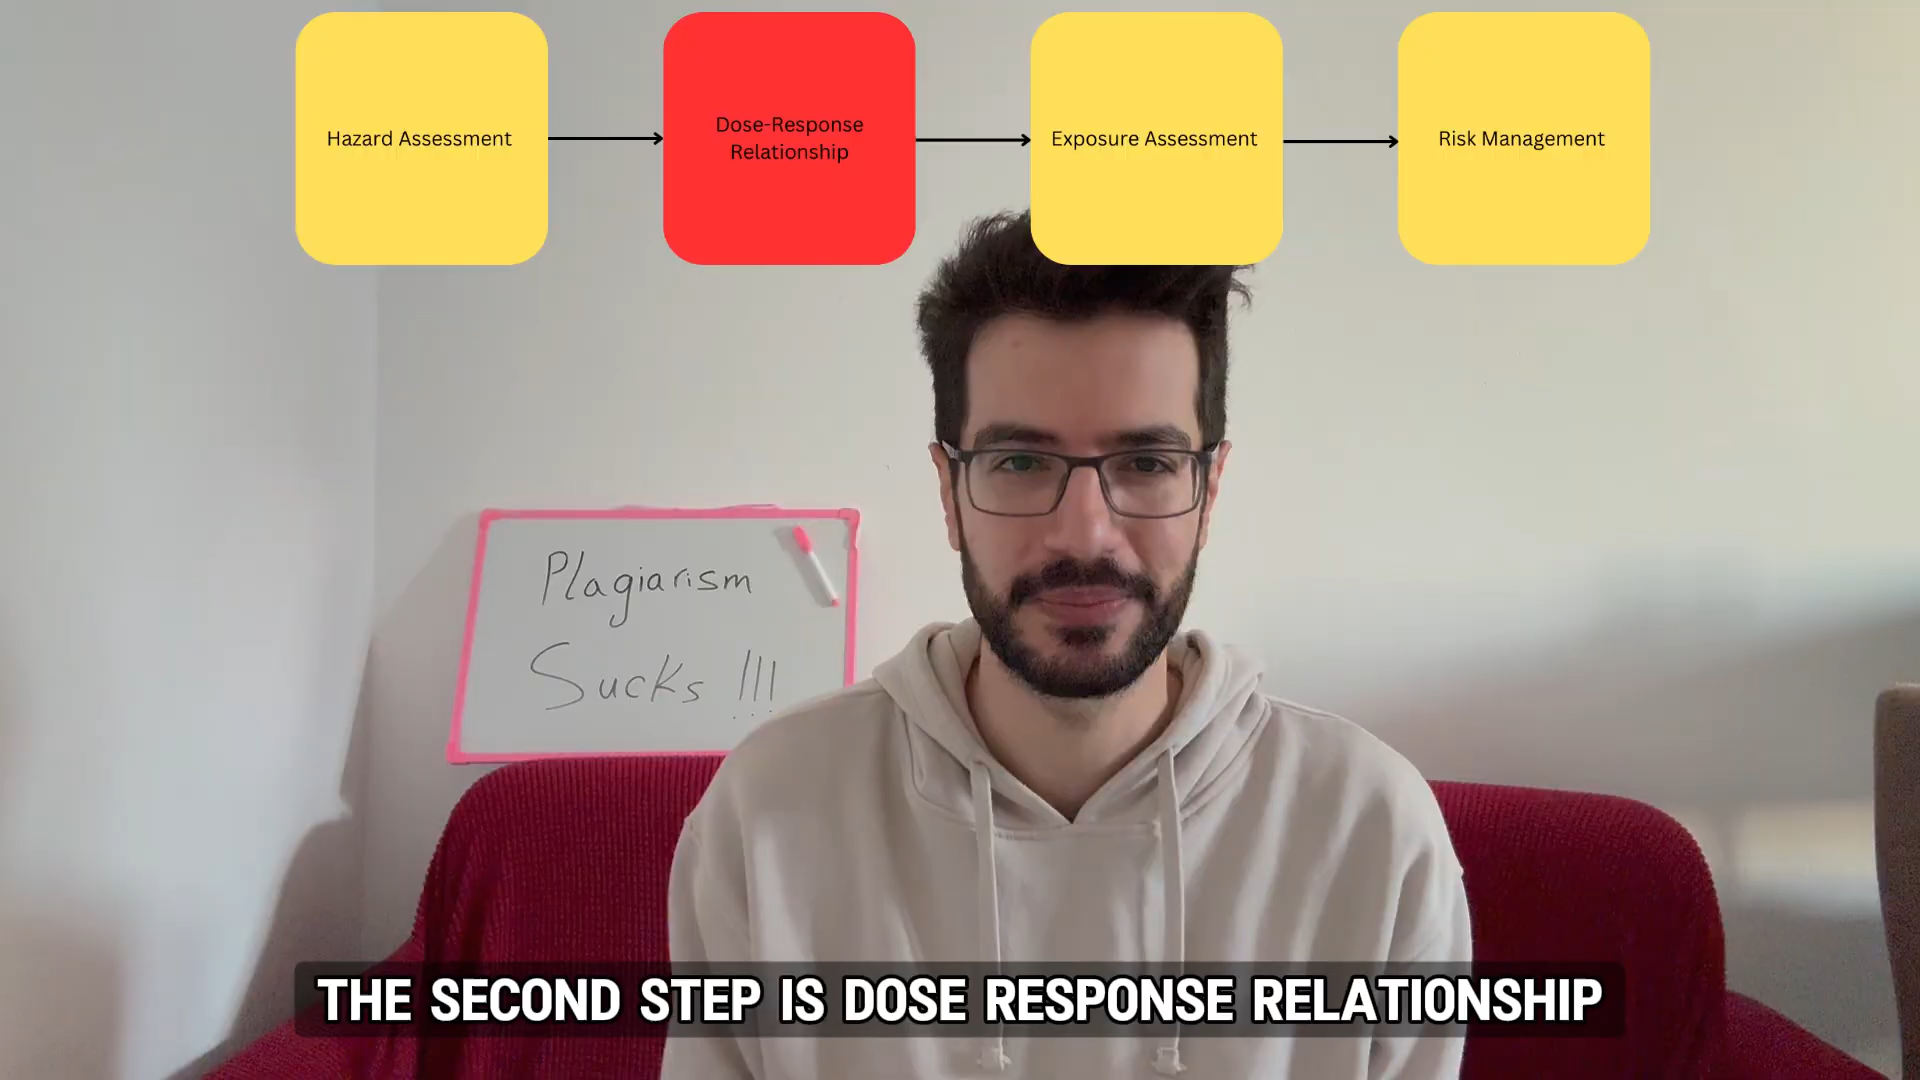 Hazard Assessment
Dose-Response
Relationship
Exposure Assessment
Risk Management
Plagiarism
Sucks !!!
THE SECOND STEP IS DOSE RESPONSE RELATIONSHIP